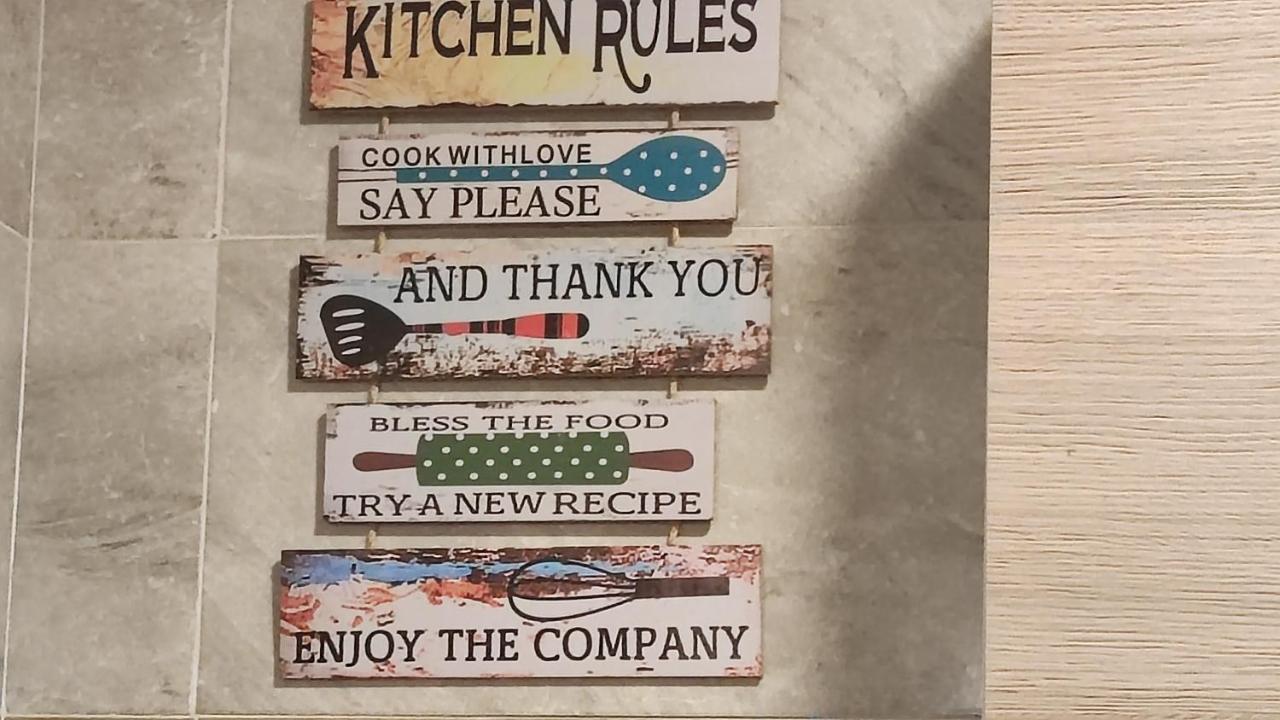 KITCHEN RULES
COOK WITHLOVE
SAY PLEASE
AND THANK YOU
BLESS THE FOOD
TRY A NEW RECIPE
ENJOY THE COMPANY